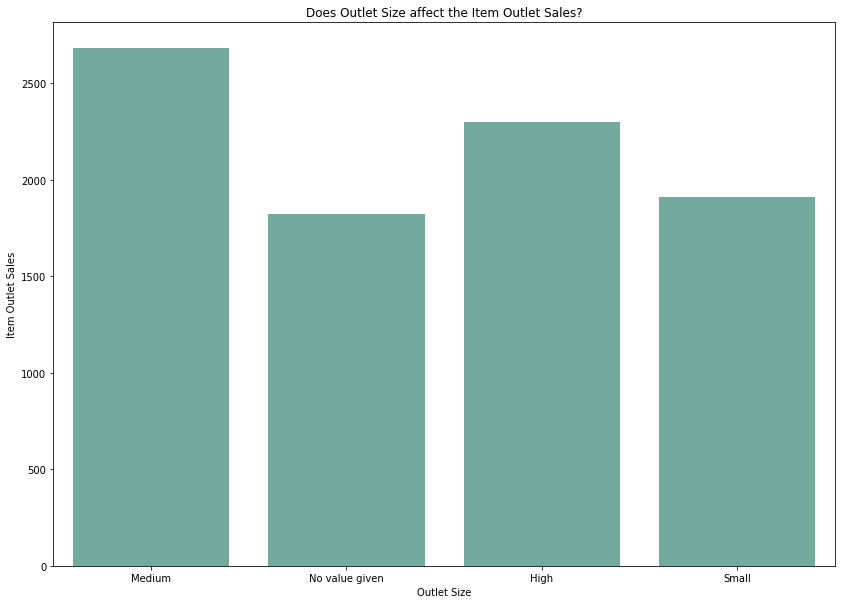 Does Outlet Size affect the Item Outlet Sales?
Item Outlet Sales
2500
2000
1500
1000
500
0
Medium No value given High Small
Outlet Size